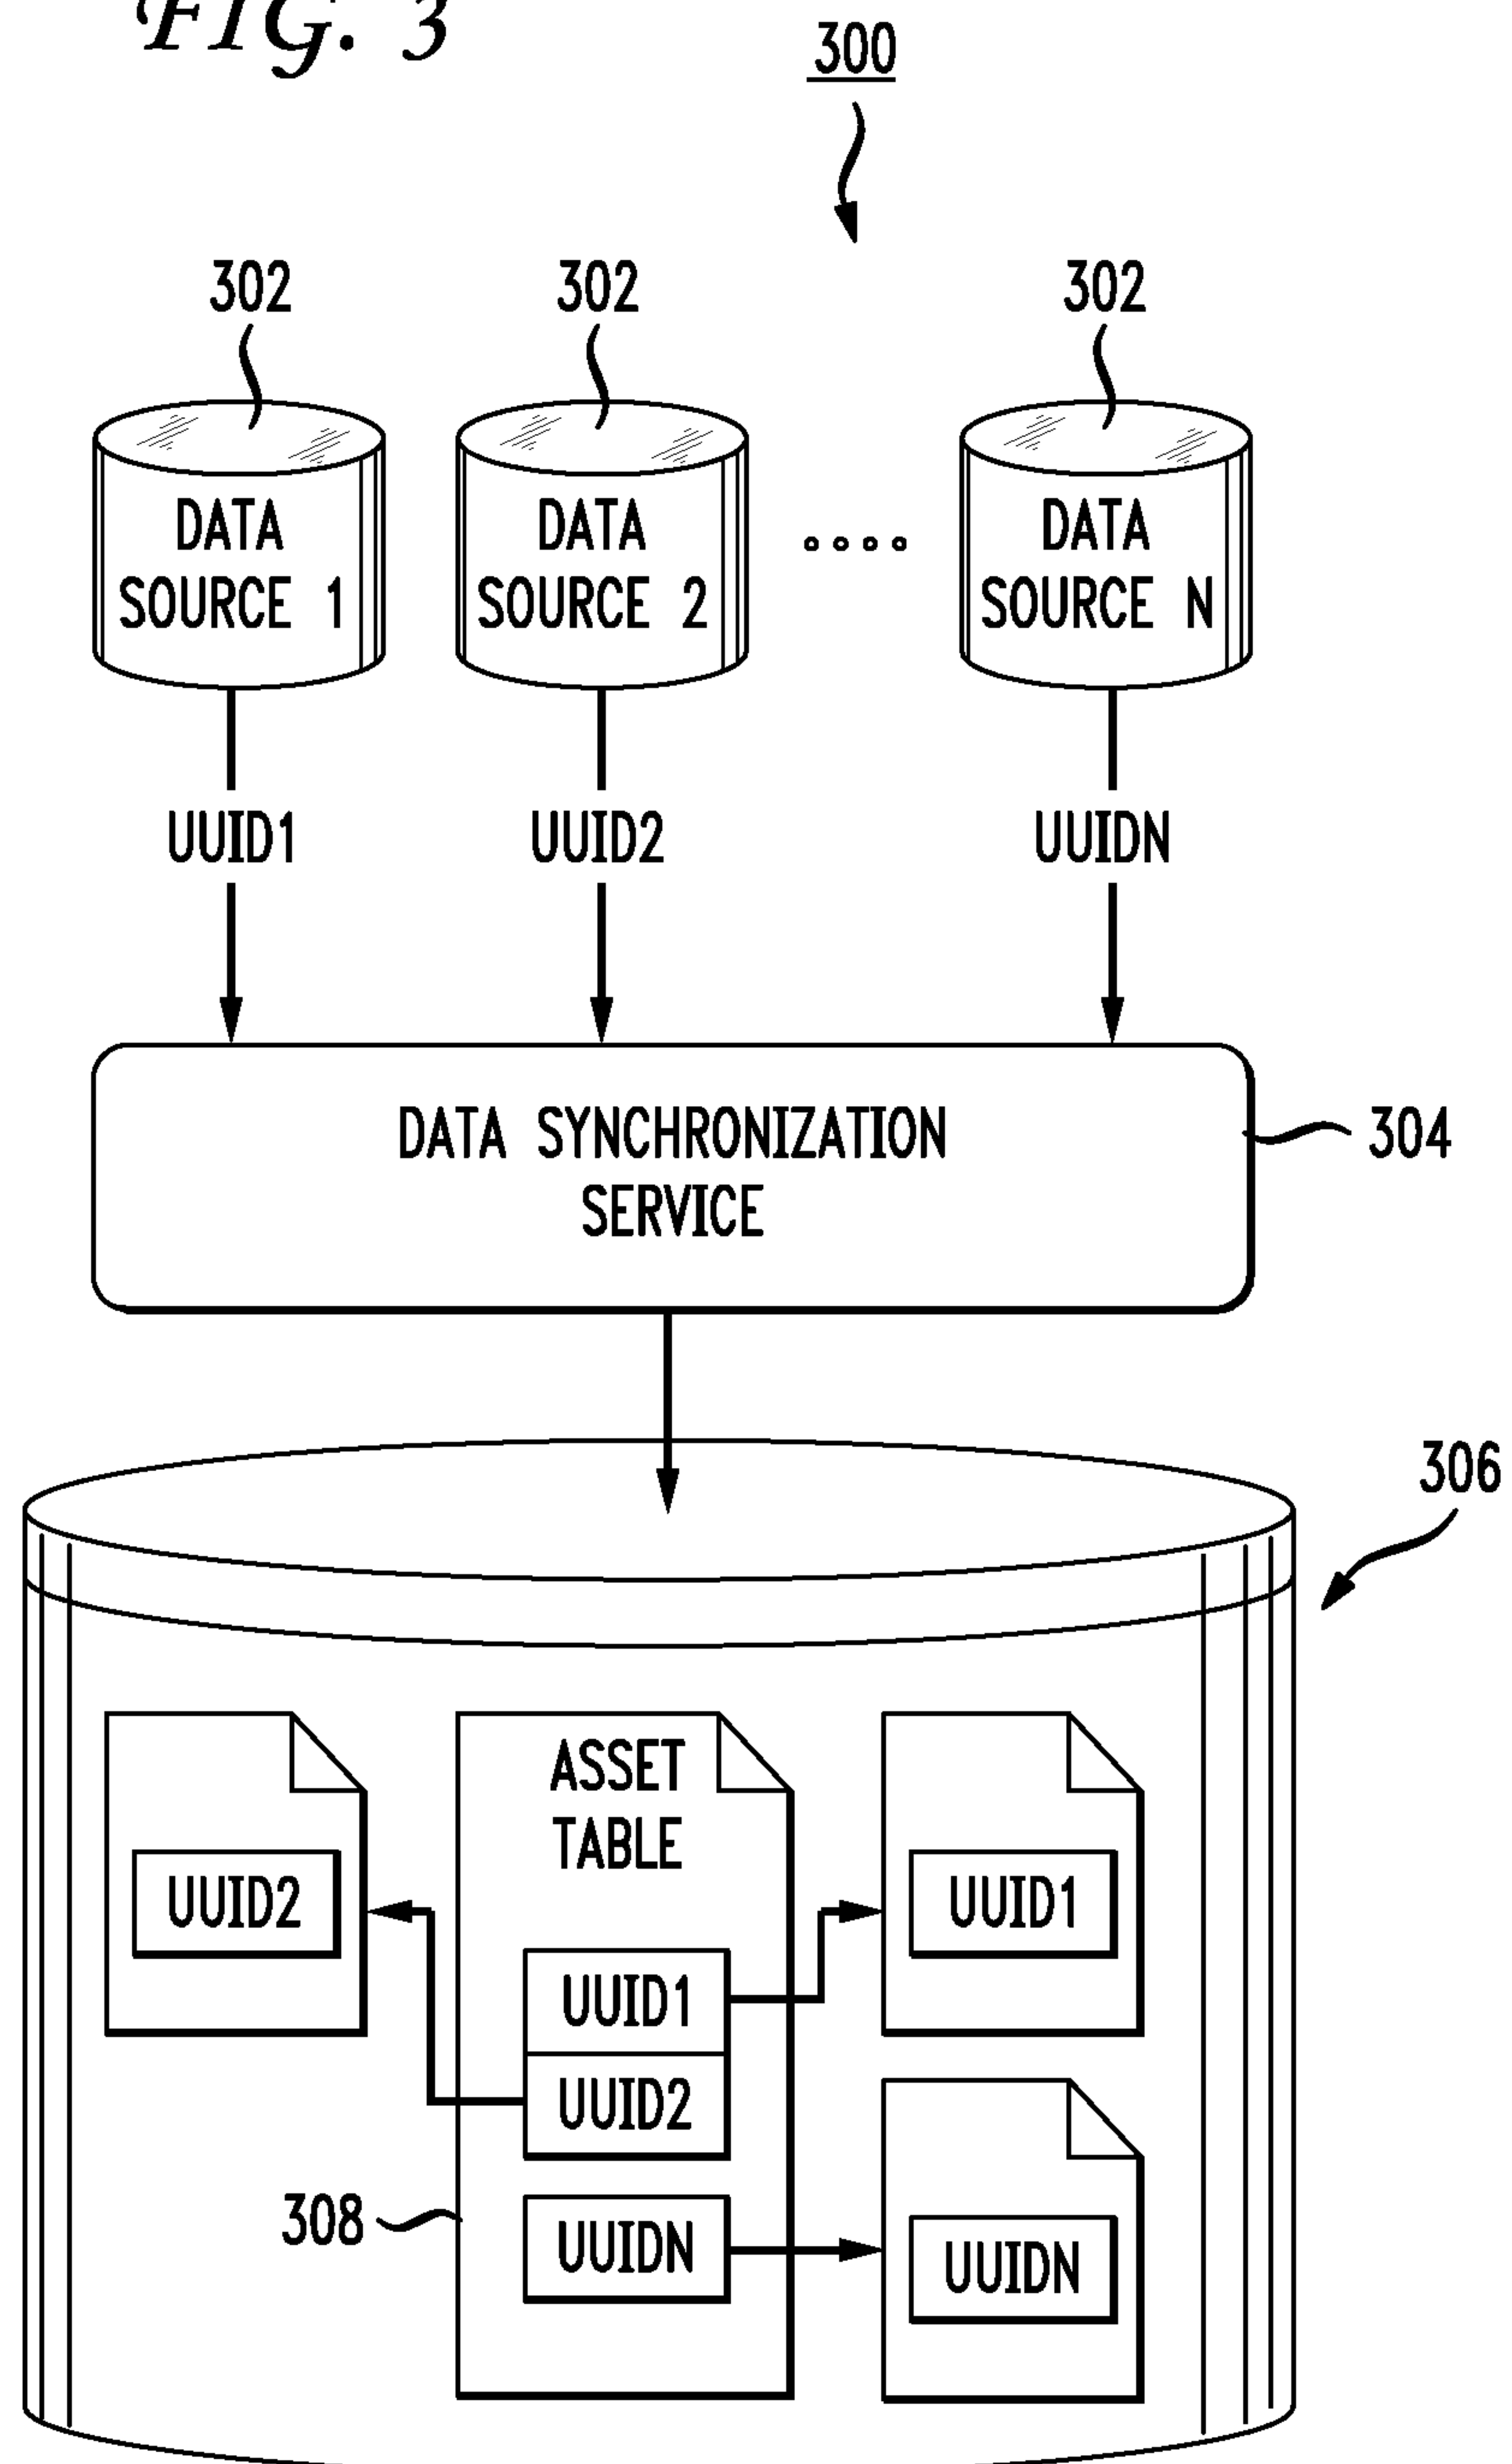 FIG. 3
300
302
302
302
DATA
SOURCE 1
DATA
SOURCE 2
DATA
SOURCE N
UUID1
UUID2
UUIDN
DATA SYNCHRONIZATION
SERVICE
304
306
ASSET
TABLE
UUID2
UUID1
UUID1
UUID2
308
UUIDN
UUIDN